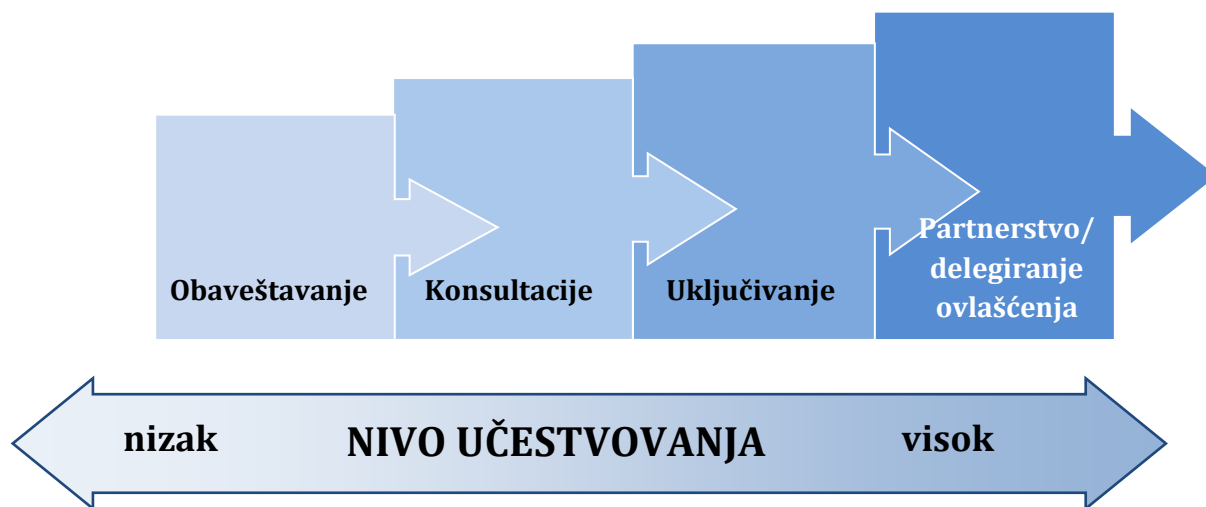 Obaveštavanje
Konsultacije
Uključivanje
Partnerstvo/
delegiranje
ovlašćenja
nizak
NIVO UČESTVOVANJA
visok